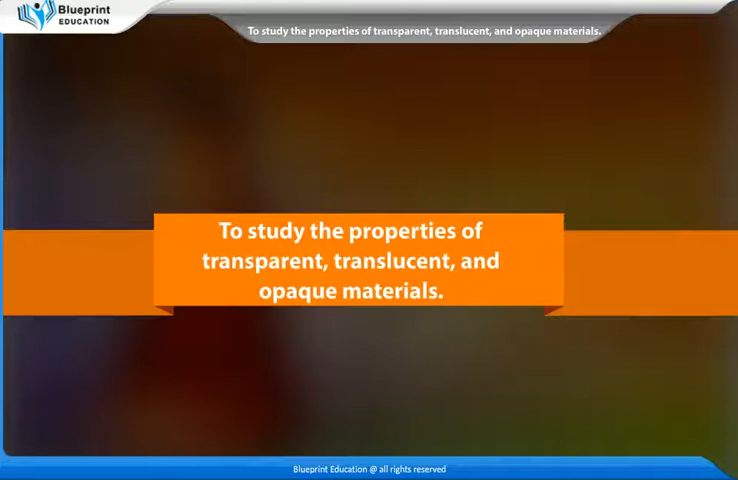 Blueprint
EDUCATION
To study the properties of transparent, translucent, and opaque materials.
To study the properties of
transparent, translucent, and
opaque materials.
Blueprint Education @ all rights reserved